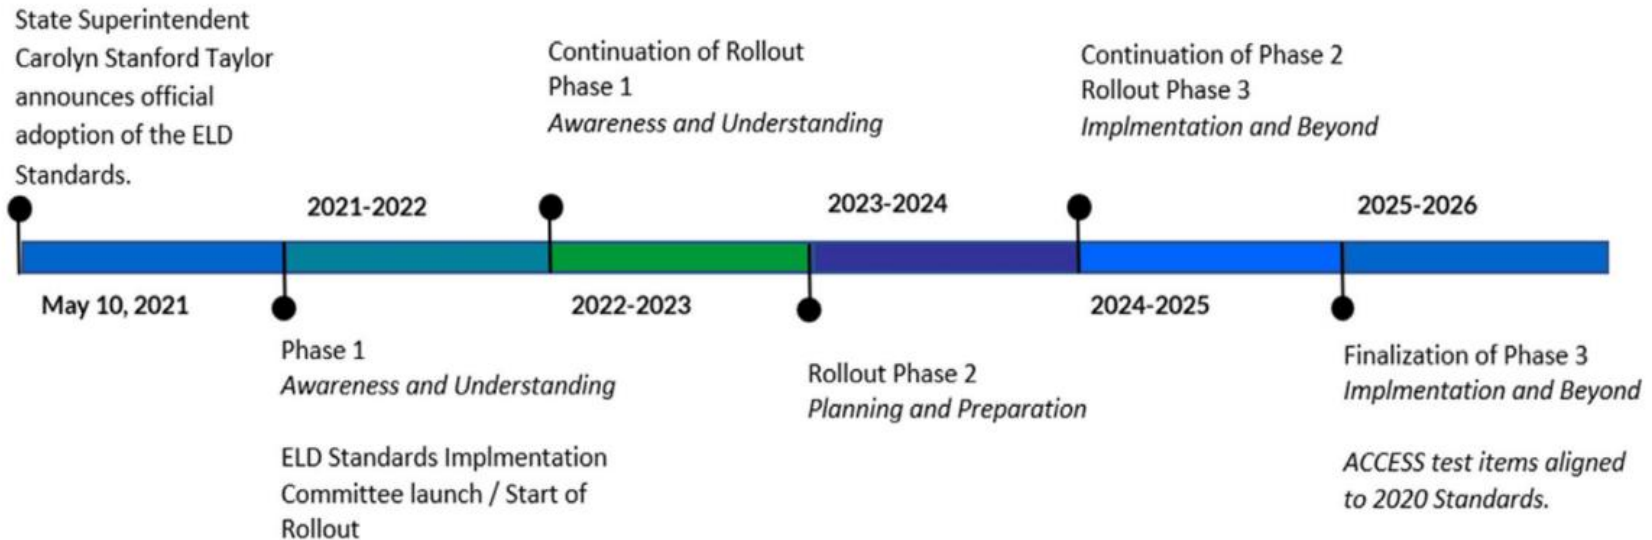 State Superintendent
Carolyn Stanford Taylor
announces official
adoption of the ELD
Standards.
May 10, 2021
2021-2022
Phase 1
Awareness and Understanding
ELD Standards Implmentation
Committee launch / Start of
Rollout
Continuation of Rollout
Phase 1
Awareness and Understanding
2022-2023
2023-2024
Rollout Phase 2
Planning and Preparation
Continuation of Phase 2
Rollout Phase 3
Implmentation and Beyond
2024-2025
2025-2026
Finalization of Phase 3
Implmentation and Beyond
ACCESS test items aligned
to 2020 Standards.